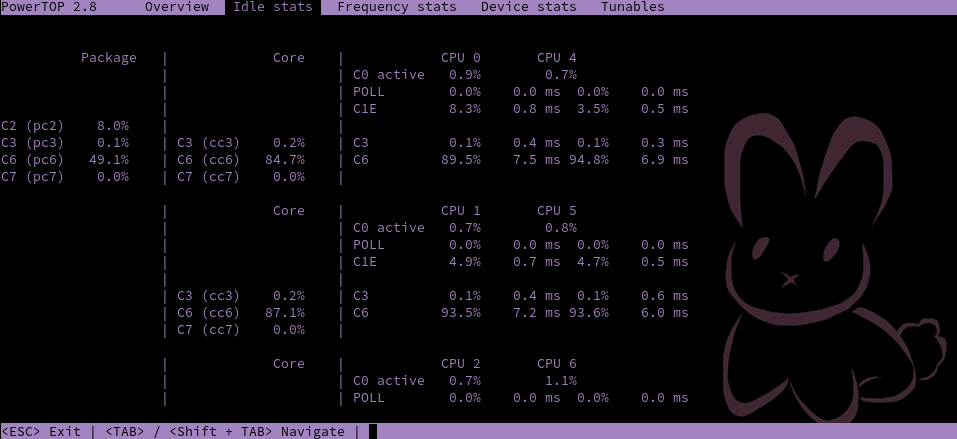 PowerTOP 2.8 Overview Idle stats Frequency stats Device stats Tunables
Package | Core | CPU 0 CPU 4
| | C0 active 0.9% 0.7%
| | POLL 0.0% 0.0 ms 0.0% 0.0 ms
| | C1E 8.3% 0.8 ms 3.5% 0.5 ms
C2 (pc2) 8.0% | |
C3 (pc3) 0.1% | C3 (cc3) 0.2% | C3 0.1% 0.4 ms 0.1% 0.3 ms
C6 (pc6) 49.1% | C6 (cc6) 84.7% | C6 89.5% 7.5 ms 94.8% 6.9 ms
C7 (pc7) 0.0% | C7 (cc7) 0.0% |
| Core | CPU 1 CPU 5
| | C0 active 0.7% 0.8%
| | POLL 0.0% 0.0 ms 0.0% 0.0 ms
| | C1E 4.9% 0.7 ms 4.7% 0.5 ms
| |
| C3 (cc3) 0.2% | C3 0.1% 0.4 ms 0.1% 0.6 ms
| C6 (cc6) 87.1% | C6 93.5% 7.2 ms 93.6% 6.0 ms
| C7 (cc7) 0.0% |
| Core | CPU 2 CPU 6
| | C0 active 0.7% 1.1%
| | POLL 0.0% 0.0 ms 0.0% 0.0 ms
<ESC> Exit | <TAB> / <Shift + TAB> Navigate |